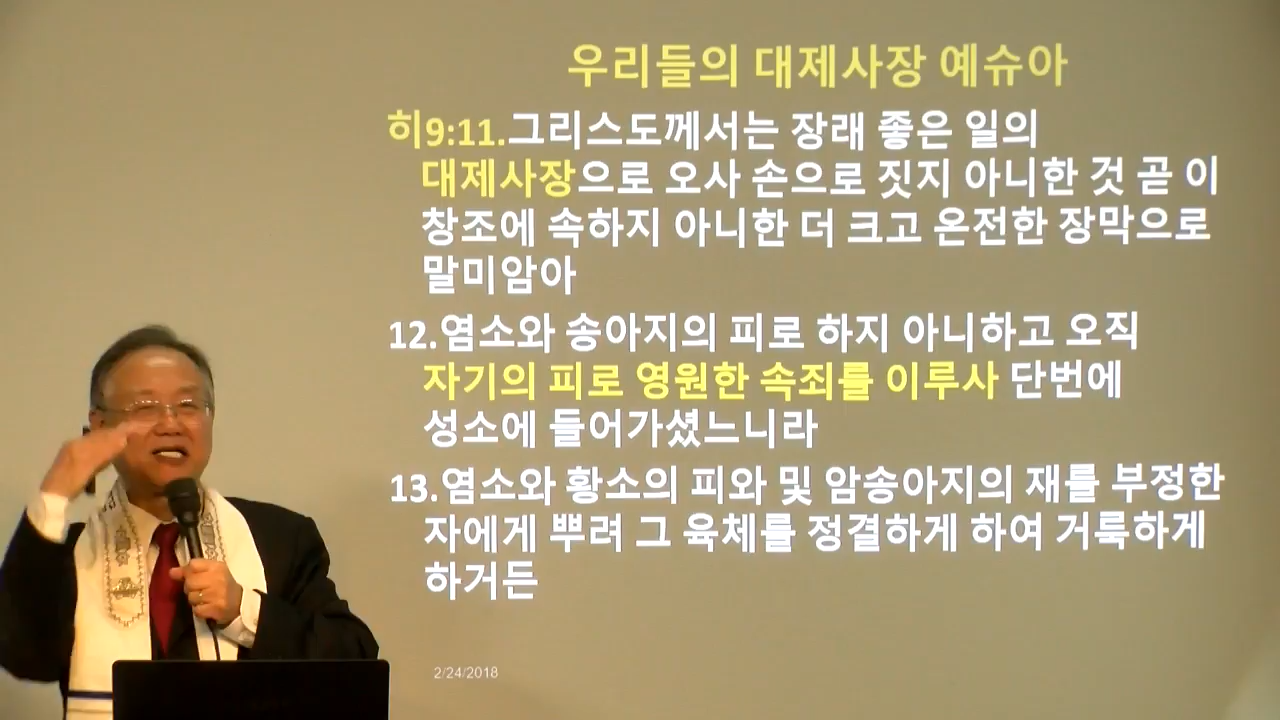 우리들의 대제사장 예슈아
히9:11.그리스도께서는 장래 좋은 일의
대제사장으로 오사 손으로 짓지 아니한 것 곧 이
창조에 속하지 아니한 더 크고 온전한 장막으로
말미암아
12.염소와 송아지의 피로 하지 아니하고 오직
자기의 피로 영원한 속죄를 이루사 단번에
성소에 들어가셨느니라
13.염소와 황소의 피와 및 암송아지의 재를 부정한
자에게 뿌려 그 육체를 정결하게 하여 거룩하게
하거든
2/24/2018